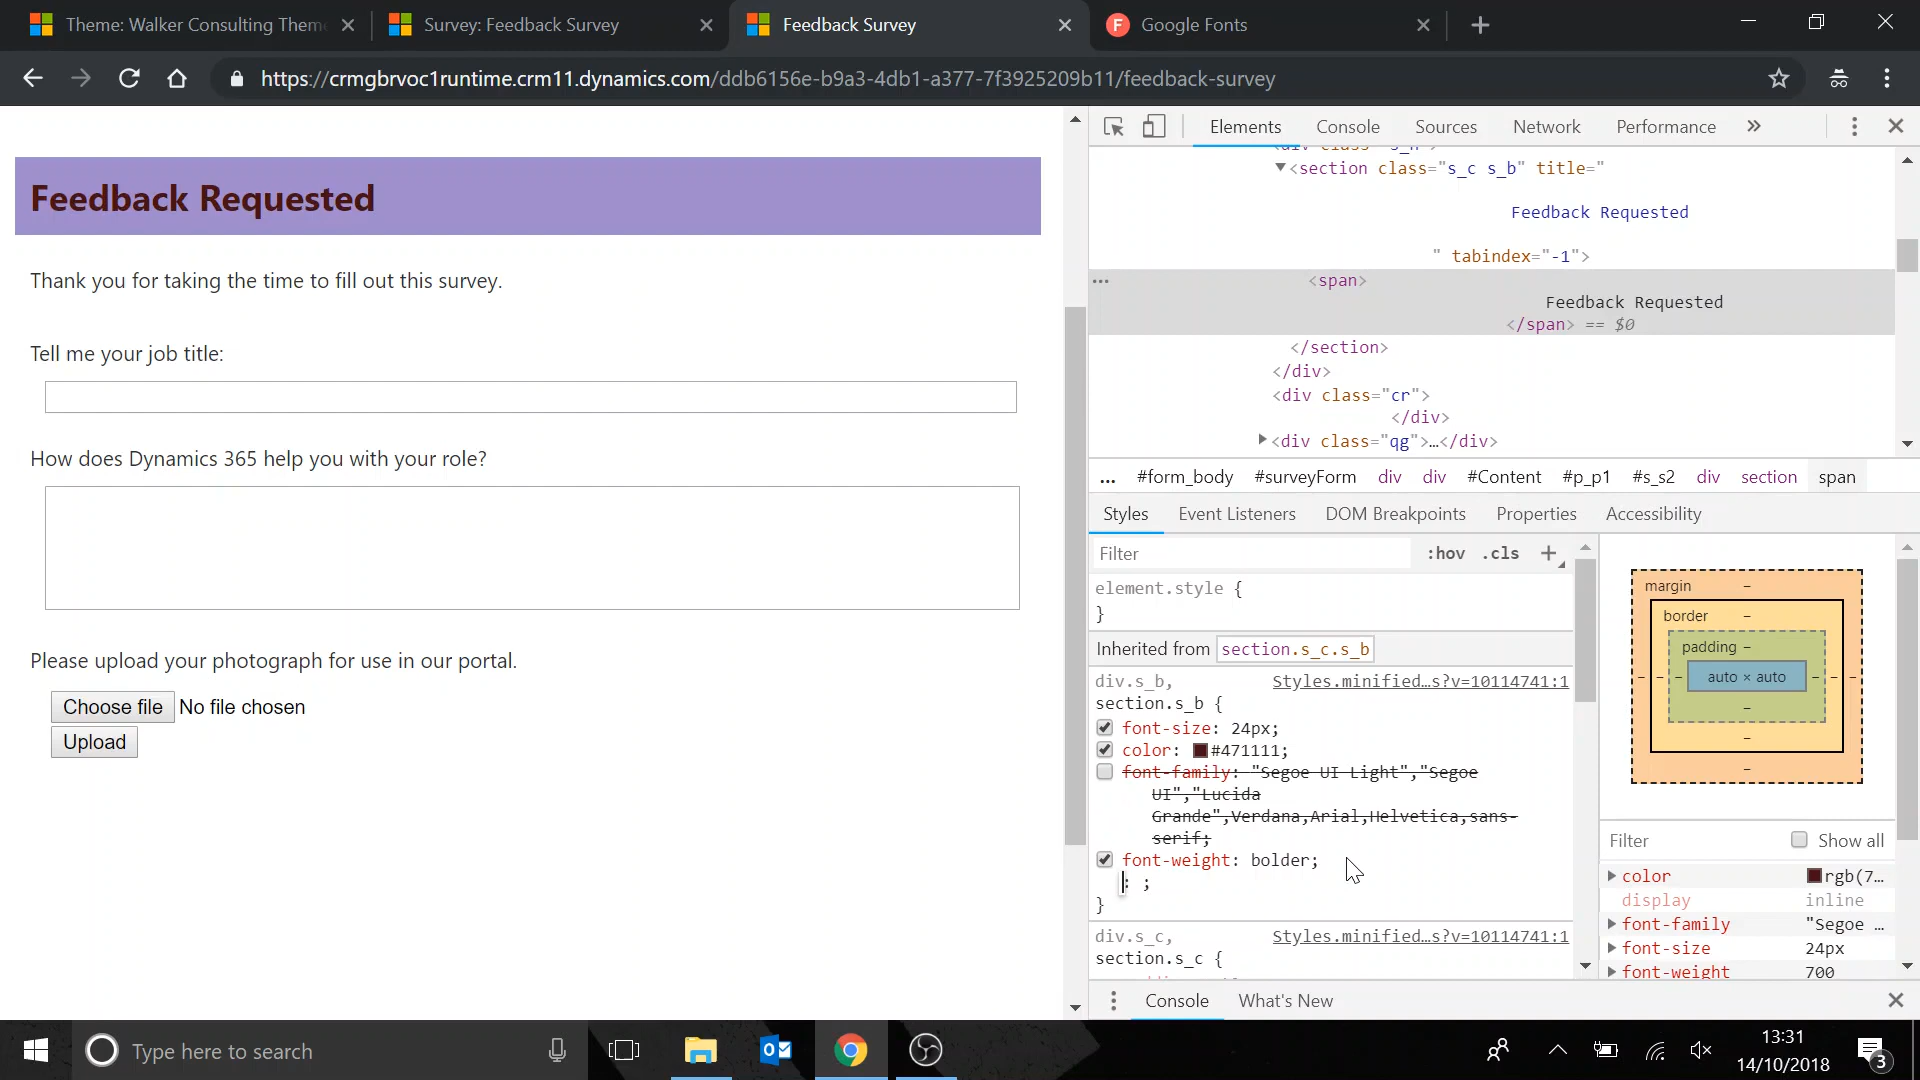 Theme: Walker Consulting Theme
Survey: Feedback Survey
Feedback Survey
F Google Fonts
https://crmgbrvoc1runtime.crm11.dynamics.com/ddb6156e-b9a3-4db1-a377-7f3925209b11/feedback-survey
Feedback Requested
Thank you for taking the time to fill out this survey.
Tell me your job title:
How does Dynamics 365 help you with your role?
Please upload your photograph for use in our portal.
Choose file No file chosen
Upload
Elements Console Sources Network Performance »
<section class="s_c s_b" title="
Feedback Requested
" tabindex="-1">
... <span>
Feedback Requested
</span> == $0
</section>
</div>
<div class="cr">
</div>
<div class="qg">…</div>
... #form_body #surveyForm div div #Content #p_p1 #s_s2 div section span
Styles Event Listeners DOM Breakpoints Properties Accessibility
Filter :hov .cls +
element.style {
}
Inherited from section.s_c.s_b
div.s_b, Styles.minified…s?v=10114741:1
section.s_b {
font-size: 24px;
color: #471111;
font-family: "Segoe UI Light","Segoe
UI","Lucida
Grande",Verdana,Arial,Helvetica,sans-
serif;
font-weight: bolder;
: ;
}
div.s_c, Styles.minified…s?v=10114741:1
section.s_c {
margin –
border –
padding –
– – – auto × auto – – –
–
–
–
Filter Show all
color rgb(7…
display inline
font-family "Segoe …
font-size 24px
font-weight 700
Console What's New
Type here to search
13:31
14/10/2018
3